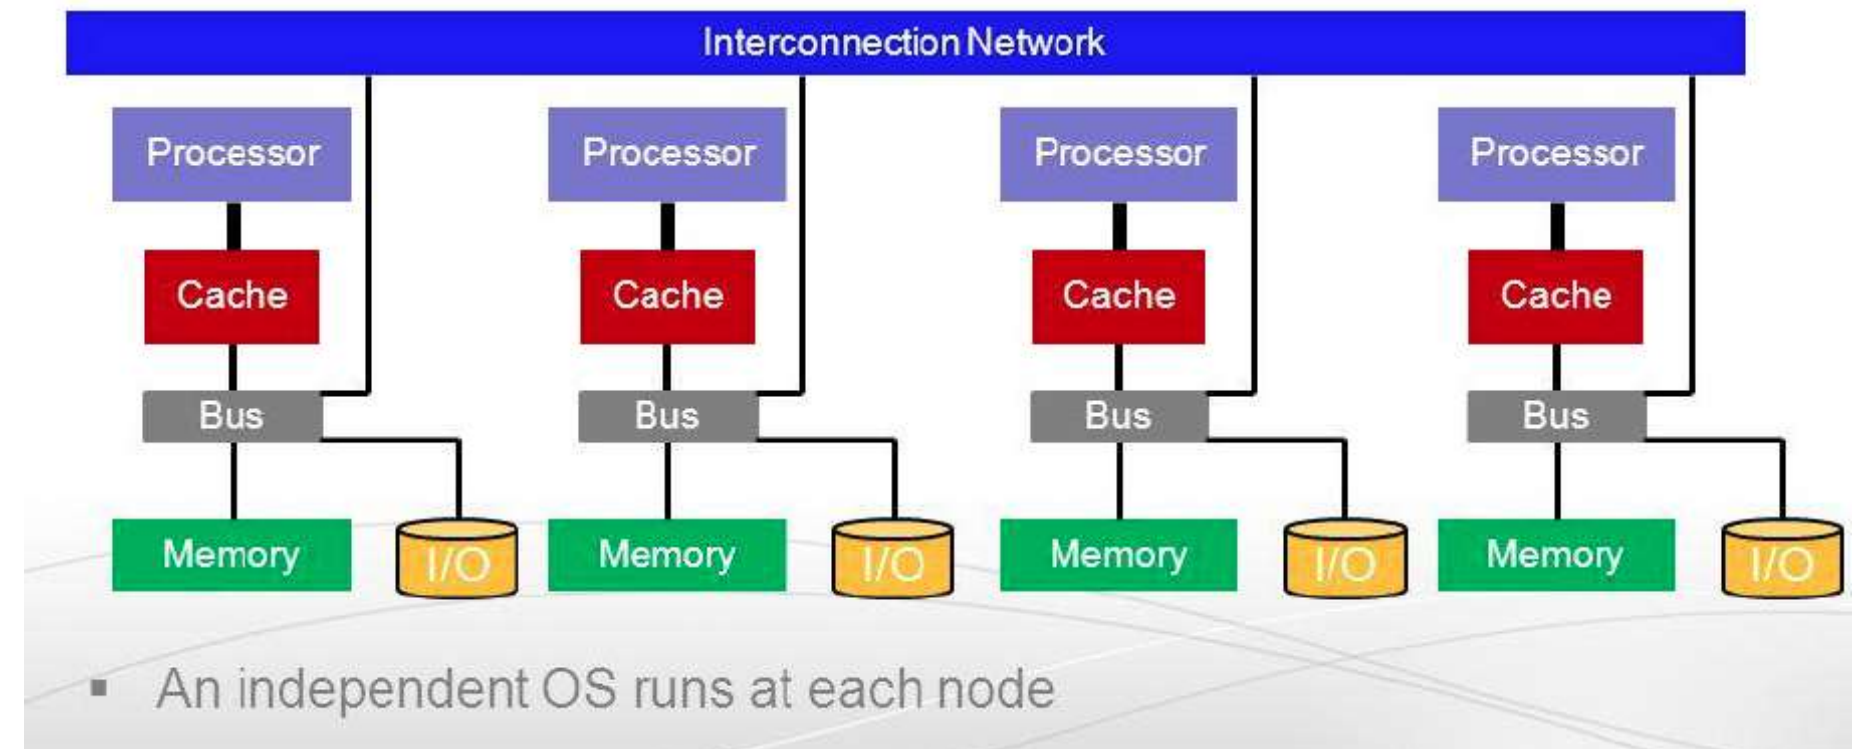 Interconnection Network
Processor Processor Processor Processor
Cache Cache Cache Cache
Bus Bus Bus Bus
Memory I/O Memory I/O Memory I/O Memory I/O
▪ An independent OS runs at each node